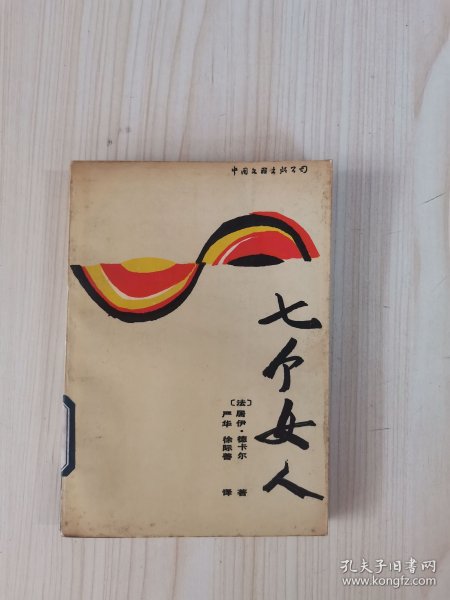 中国文联出版公司
七个女人
〔法〕居伊·德卡尔 著
严华 徐际善 译
孔夫子旧书网
www.kongfz.com